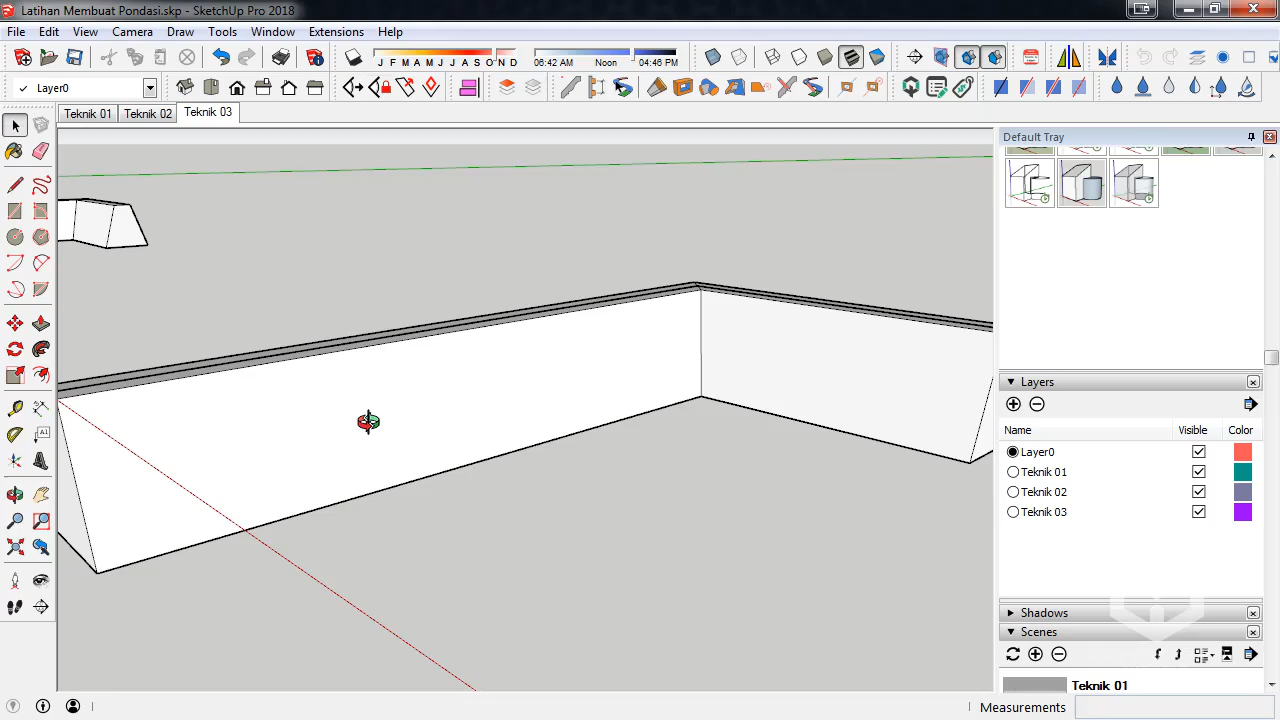 Latihan Membuat Pondasi.skp - SketchUp Pro 2018
File Edit View Camera Draw Tools Window Extensions Help
J F M A M J J A S O N D
06:42 AM Noon 04:46 PM
Layer0
Teknik 01 Teknik 02 Teknik 03
Default Tray
A1
Layers
Name Visible Color
Layer0
Teknik 01
Teknik 02
Teknik 03
Shadows
Scenes
Teknik 01
Measurements